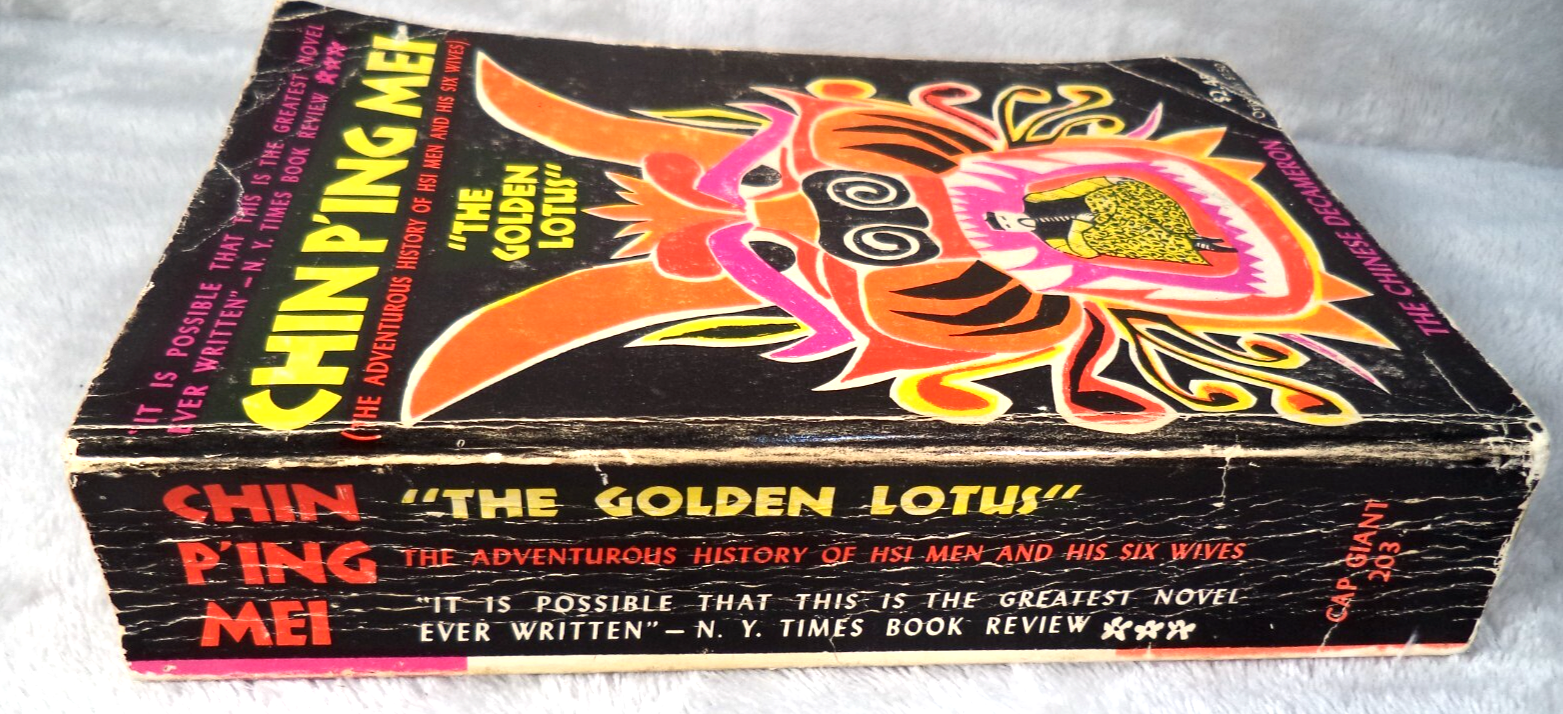 "IT IS POSSIBLE THAT THIS IS THE GREATEST NOVEL
EVER WRITTEN"—N. Y. TIMES BOOK REVIEW
CHIN P'ING MEI
(THE ADVENTUROUS HISTORY OF HSI MEN AND HIS SIX WIVES)
"THE
GOLDEN
LOTUS"
THE CHINESE DECAMERON
$2.45
CHIN
P'ING
MEI
"THE GOLDEN LOTUS"
THE ADVENTUROUS HISTORY OF HSI MEN AND HIS SIX WIVES
"IT IS POSSIBLE THAT THIS IS THE GREATEST NOVEL
EVER WRITTEN"—N. Y. TIMES BOOK REVIEW
CAP GIANT
203